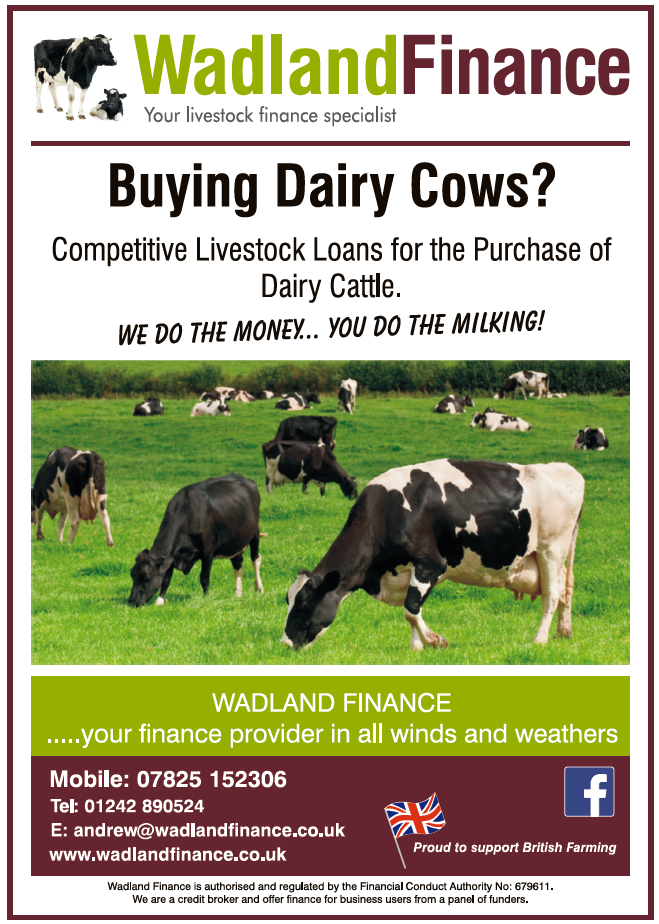 WadlandFinance
Your livestock finance specialist
Buying Dairy Cows?
Competitive Livestock Loans for the Purchase of
Dairy Cattle.
WE DO THE MONEY... YOU DO THE MILKING!
WADLAND FINANCE
.....your finance provider in all winds and weathers
Mobile: 07825 152306
Tel: 01242 890524
E: andrew@wadlandfinance.co.uk
www.wadlandfinance.co.uk
f
Proud to support British Farming
Wadland Finance is authorised and regulated by the Financial Conduct Authority No: 679611.
We are a credit broker and offer finance for business users from a panel of funders.